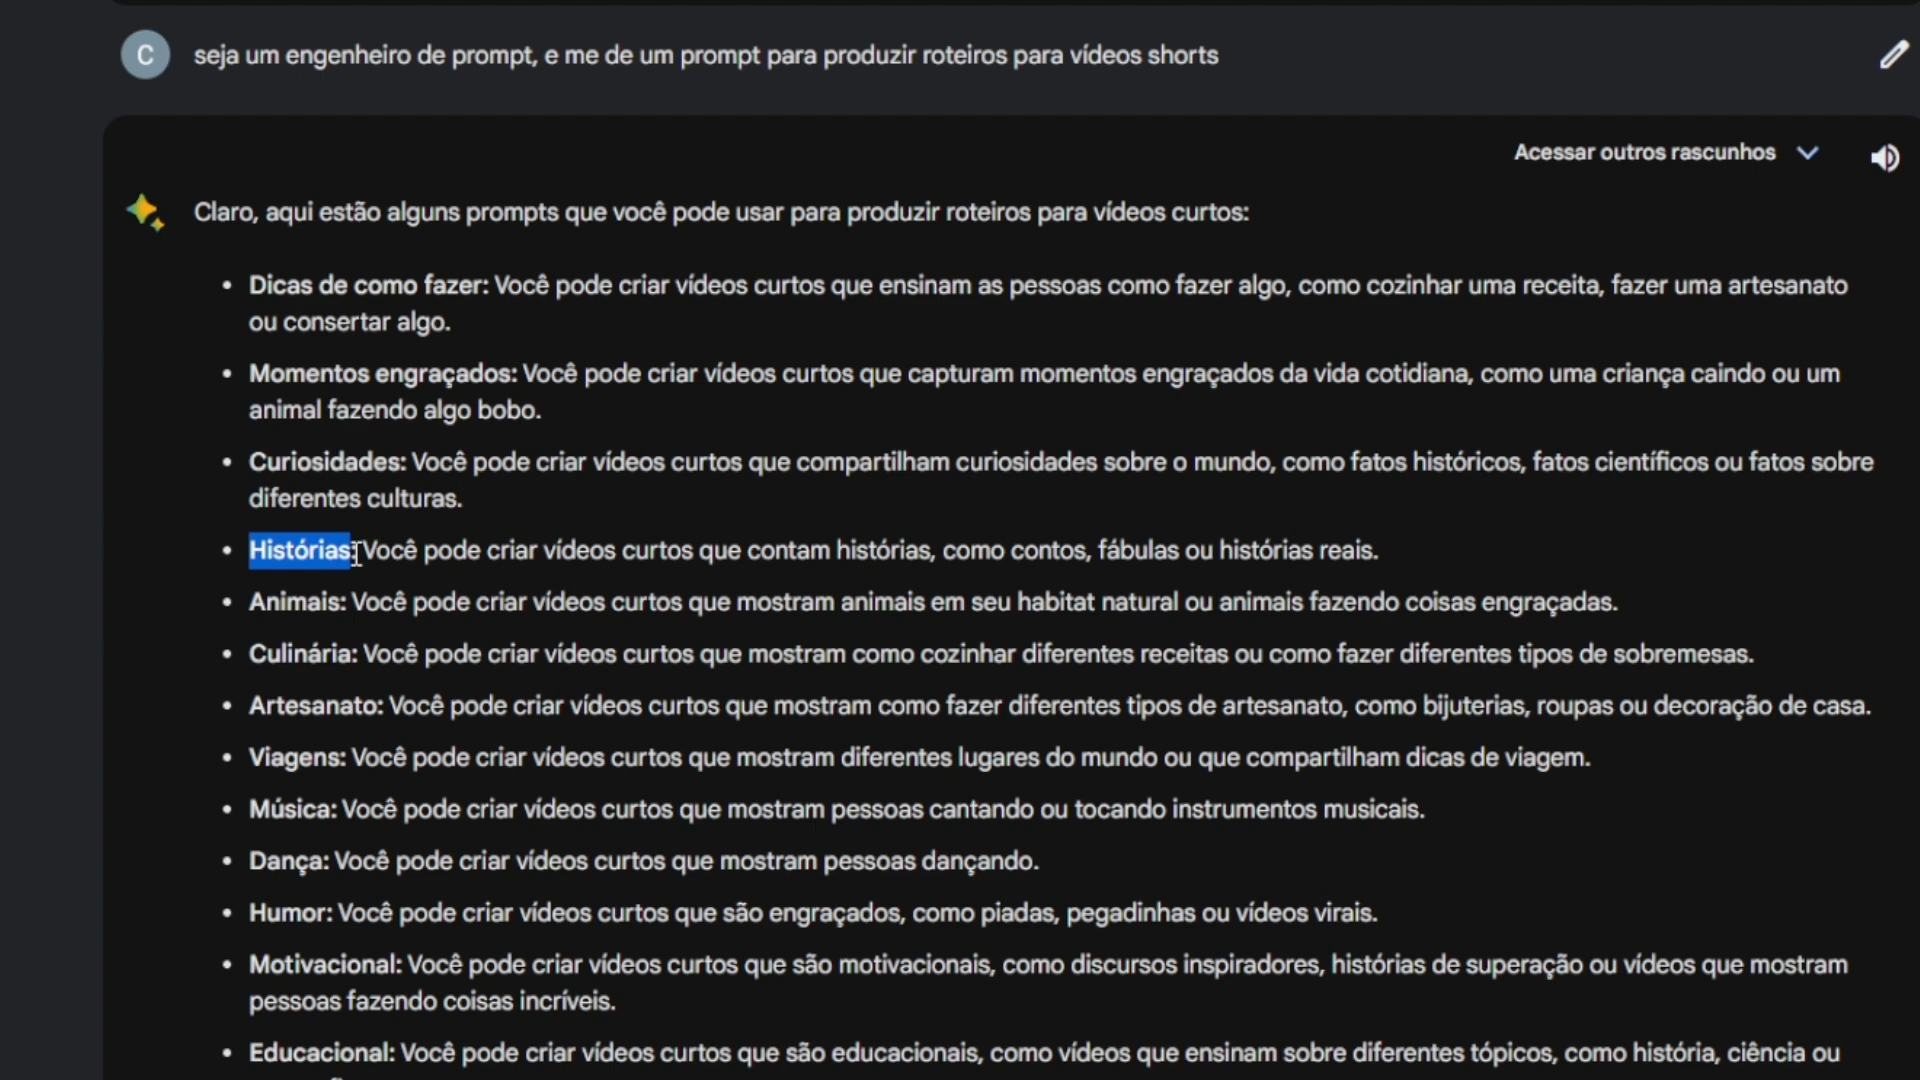 C
seja um engenheiro de prompt, e me de um prompt para produzir roteiros para vídeos shorts
Acessar outros rascunhos
Claro, aqui estão alguns prompts que você pode usar para produzir roteiros para vídeos curtos:
• Dicas de como fazer: Você pode criar vídeos curtos que ensinam as pessoas como fazer algo, como cozinhar uma receita, fazer uma artesanato
ou consertar algo.
• Momentos engraçados: Você pode criar vídeos curtos que capturam momentos engraçados da vida cotidiana, como uma criança caindo ou um
animal fazendo algo bobo.
• Curiosidades: Você pode criar vídeos curtos que compartilham curiosidades sobre o mundo, como fatos históricos, fatos científicos ou fatos sobre
diferentes culturas.
• Histórias: Você pode criar vídeos curtos que contam histórias, como contos, fábulas ou histórias reais.
• Animais: Você pode criar vídeos curtos que mostram animais em seu habitat natural ou animais fazendo coisas engraçadas.
• Culinária: Você pode criar vídeos curtos que mostram como cozinhar diferentes receitas ou como fazer diferentes tipos de sobremesas.
• Artesanato: Você pode criar vídeos curtos que mostram como fazer diferentes tipos de artesanato, como bijuterias, roupas ou decoração de casa.
• Viagens: Você pode criar vídeos curtos que mostram diferentes lugares do mundo ou que compartilham dicas de viagem.
• Música: Você pode criar vídeos curtos que mostram pessoas cantando ou tocando instrumentos musicais.
• Dança: Você pode criar vídeos curtos que mostram pessoas dançando.
• Humor: Você pode criar vídeos curtos que são engraçados, como piadas, pegadinhas ou vídeos virais.
• Motivacional: Você pode criar vídeos curtos que são motivacionais, como discursos inspiradores, histórias de superação ou vídeos que mostram
pessoas fazendo coisas incríveis.
• Educacional: Você pode criar vídeos curtos que são educacionais, como vídeos que ensinam sobre diferentes tópicos, como história, ciência ou